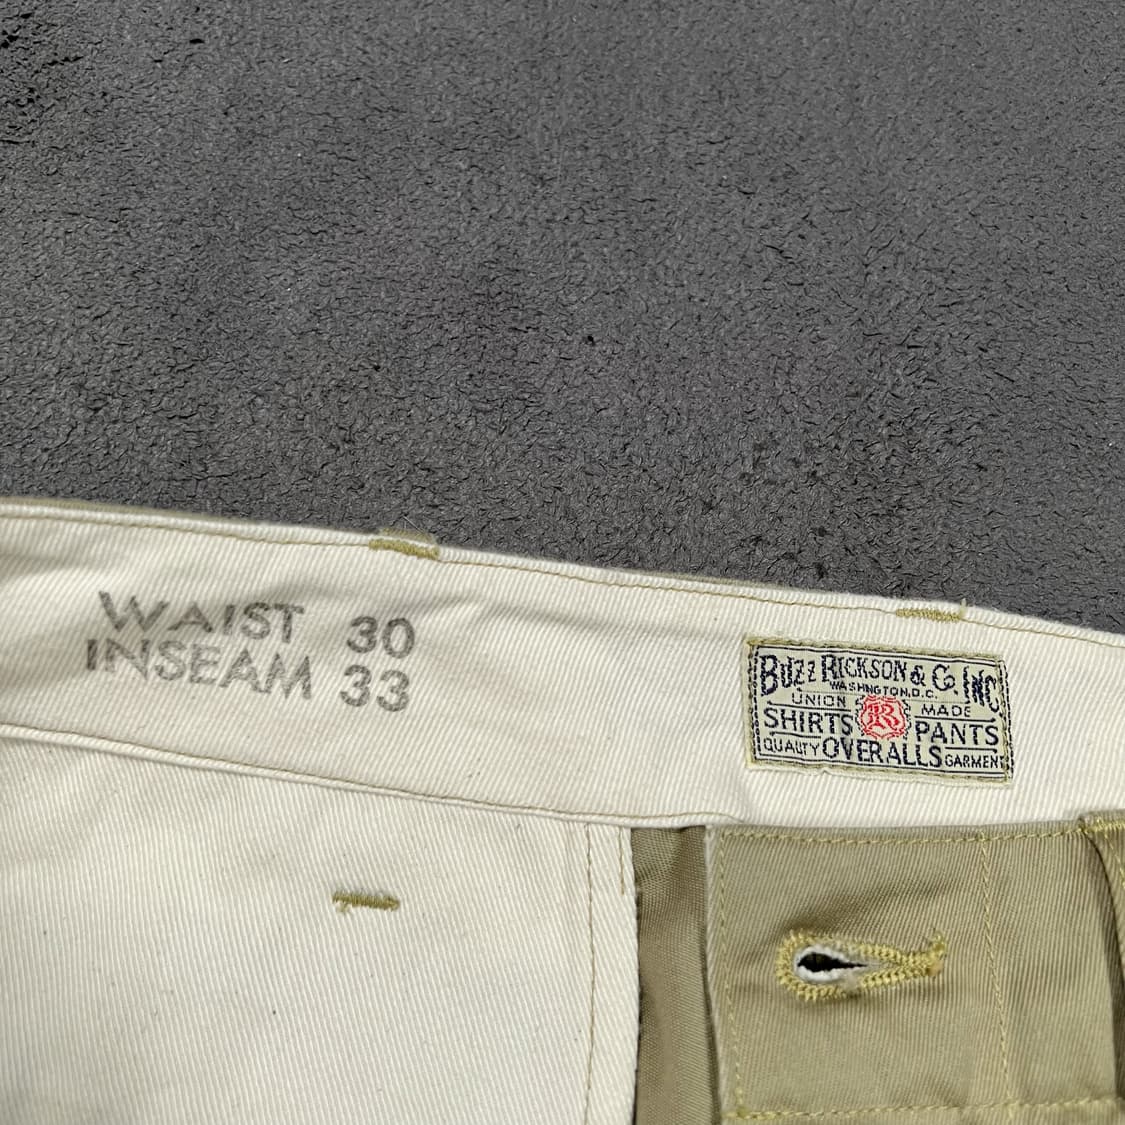 WAIST 30
INSEAM 33
BUZZ RICKSON & Co. INC
WASHINGTON, D.C.
UNION MADE
R
SHIRTS PANTS
QUALITY OVERALLS GARMENT